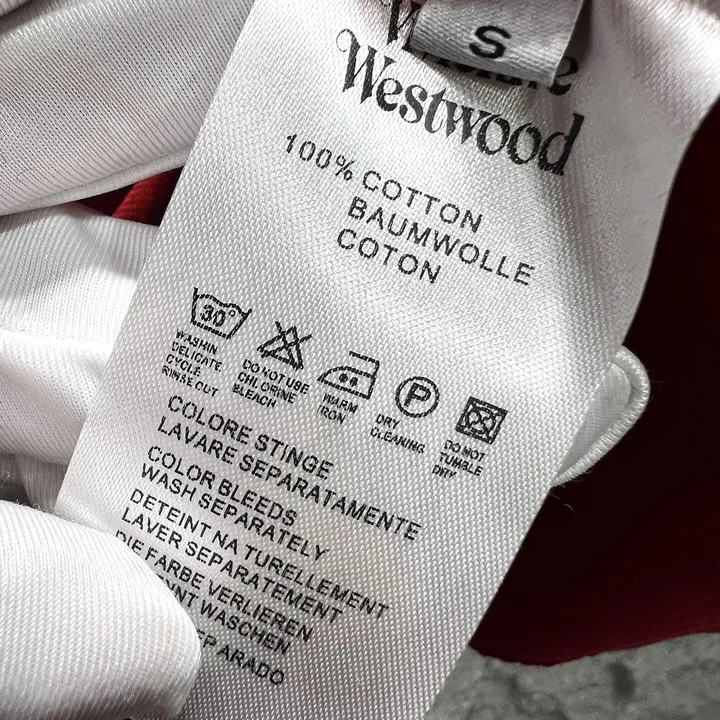 S
Westwood
100% COTTON
BAUMWOLLE
COTON
30°
WASHIN
DELICATE
CYCLE
RINSE OUT
DO NOT USE
CHLORINE
BLEACH
WARM
IRON
P
DRY
CLEANING
DO NOT
TUMBLE
DRY
COLORE STINGE
LAVARE SEPARATAMENTE
COLOR BLEEDS
WASH SEPARATELY
DETEINT NA TURELLEMENT
LAVER SEPARATEMENT
DIE FARBE VERLIEREN
WASCHEN
ARADO